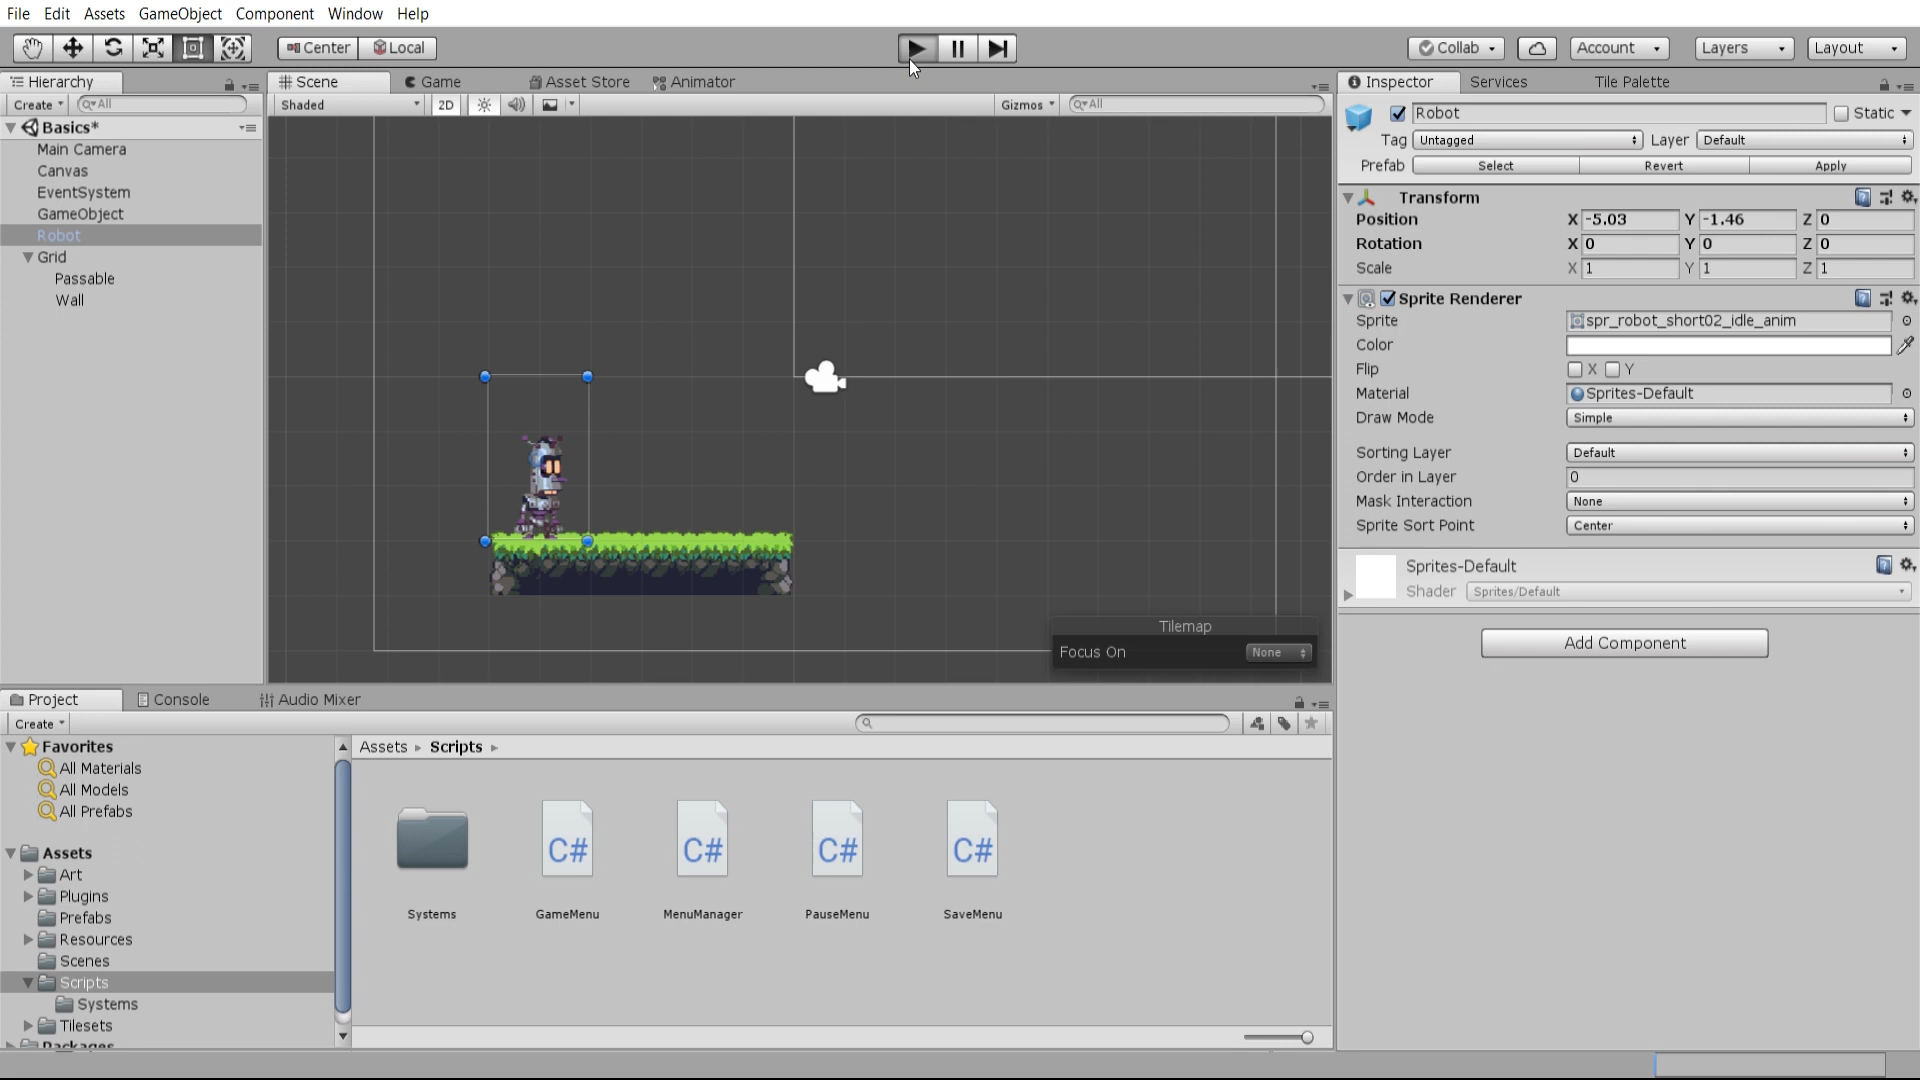 File Edit Assets GameObject Component Window Help
Center Local Collab Account Layers Layout
Hierarchy
Create All
Basics*
Main Camera
Canvas
EventSystem
GameObject
Robot
Grid
Passable
Wall
Scene Game Asset Store Animator
Shaded 2D Gizmos All
Tilemap
Focus On None
Inspector Services Tile Palette
Robot Static
Tag Untagged Layer Default
Prefab Select Revert Apply
Transform
Position X -5.03 Y -1.46 Z 0
Rotation X 0 Y 0 Z 0
Scale X 1 Y 1 Z 1
Sprite Renderer
Sprite spr_robot_short02_idle_anim
Color
Flip X Y
Material Sprites-Default
Draw Mode Simple
Sorting Layer Default
Order in Layer 0
Mask Interaction None
Sprite Sort Point Center
Sprites-Default
Shader Sprites/Default
Add Component
Project Console Audio Mixer
Create
Favorites
All Materials
All Models
All Prefabs
Assets
Art
Plugins
Prefabs
Resources
Scenes
Scripts
Systems
Tilesets
Packages
Assets Scripts
C# C# C# C#
Systems GameMenu MenuManager PauseMenu SaveMenu